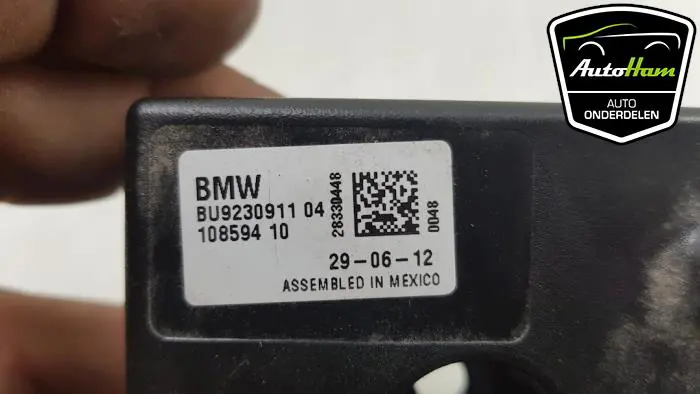 BMW
BU9230911 04
108594 10
28330448
0048
29-06-12
ASSEMBLED IN MEXICO
AutoHam
AUTO
ONDERDELEN